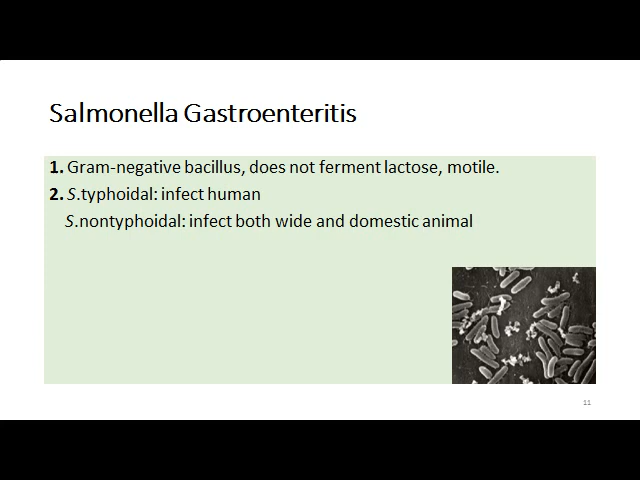 Salmonella Gastroenteritis
1. Gram-negative bacillus, does not ferment lactose, motile.
2. S.typhoidal: infect human
S.nontyphoidal: infect both wide and domestic animal
11